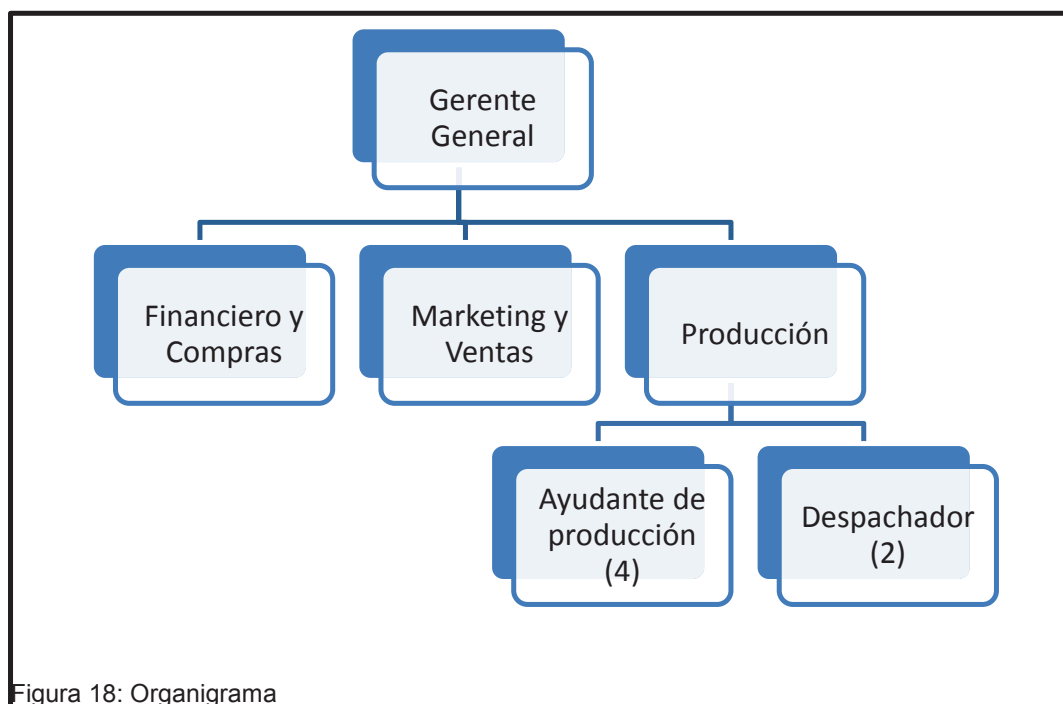 Gerente
General
Financiero y
Compras
Marketing y
Ventas
Producción
Ayudante de
producción
(4)
Despachador
(2)
Figura 18: Organigrama